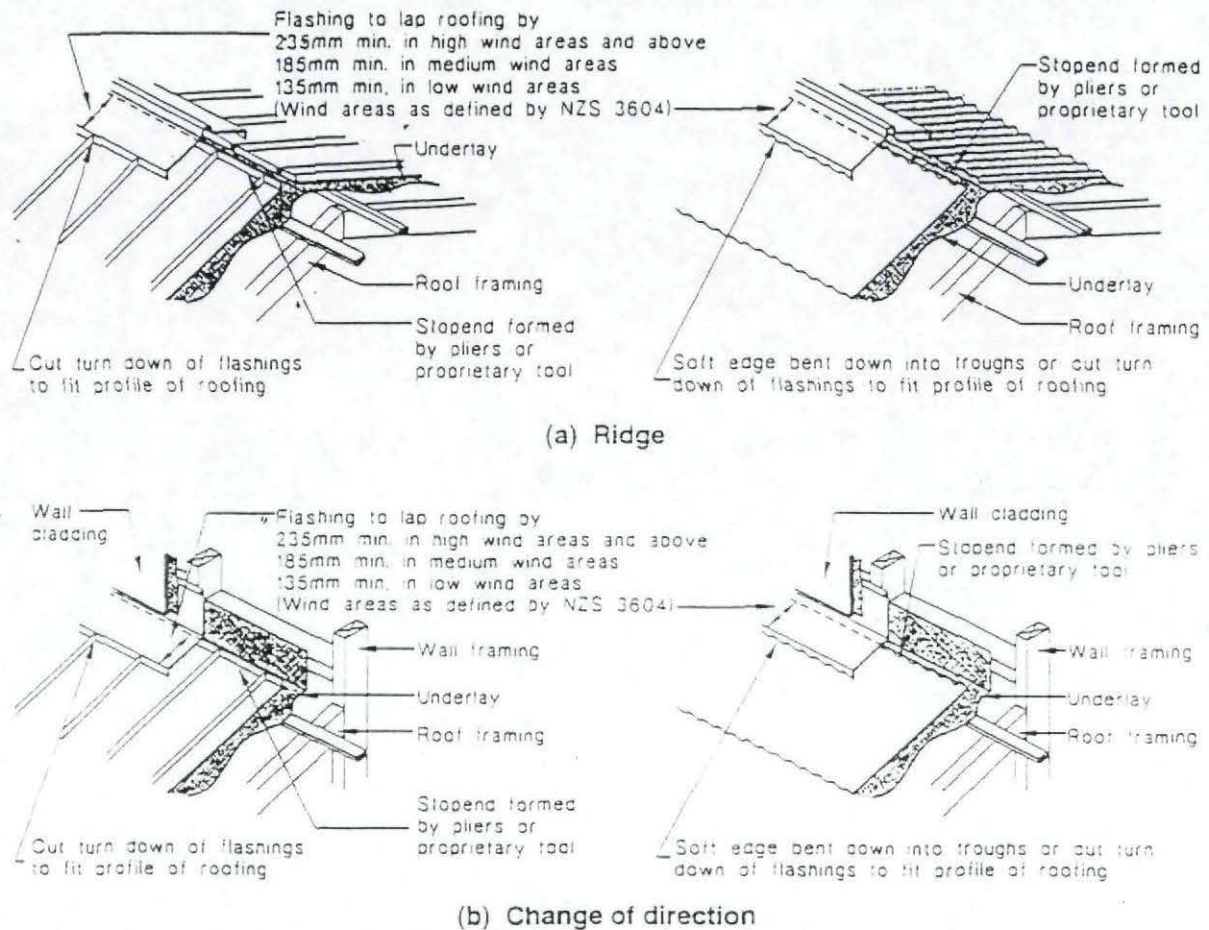 Flashing to lap roofing by
235mm min. in high wind areas and above
185mm min. in medium wind areas
135mm min. in low wind areas
(Wind areas as defined by NZS 3604)
Underlay
Roof framing
Stopend formed
by pliers or
proprietary tool
Cut turn down of flashings
to fit profile of roofing
Stopend formed
by pliers or
proprietary tool
Underlay
Roof framing
Soft edge bent down into troughs or cut turn
down of flashings to fit profile of roofing
(a) Ridge
Wall
cladding
Flashing to lap roofing by
235mm min. in high wind areas and above
185mm min. in medium wind areas
135mm min. in low wind areas
(Wind areas as defined by NZS 3604)
Wall framing
Underlay
Roof framing
Stopend formed
by pliers or
proprietary tool
Cut turn down of flashings
to fit profile of roofing
Wall cladding
Stopend formed by pliers
or proprietary tool
Wall framing
Underlay
Roof framing
Soft edge bent down into troughs or cut turn
down of flashings to fit profile of roofing
(b) Change of direction